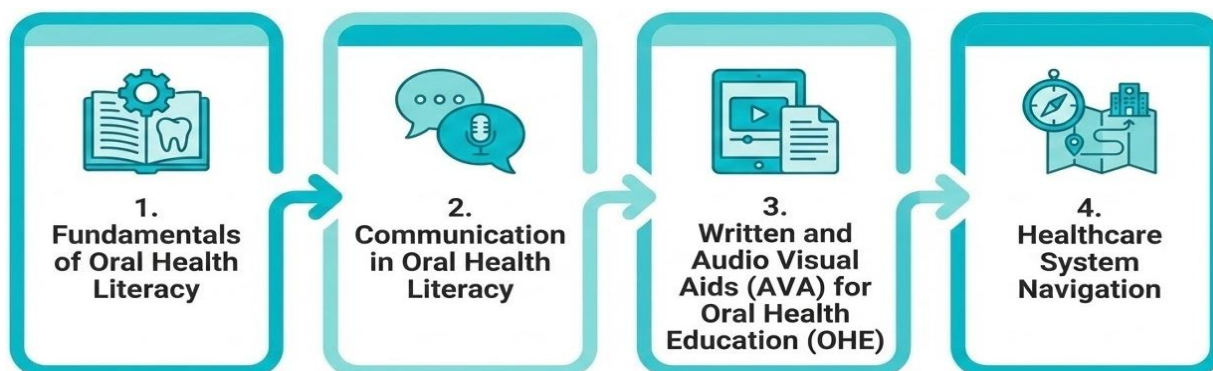 1.
Fundamentals
of Oral Health
Literacy
2.
Communication
in Oral Health
Literacy
3.
Written and
Audio Visual
Aids (AVA) for
Oral Health
Education (OHE)
4.
Healthcare
System
Navigation